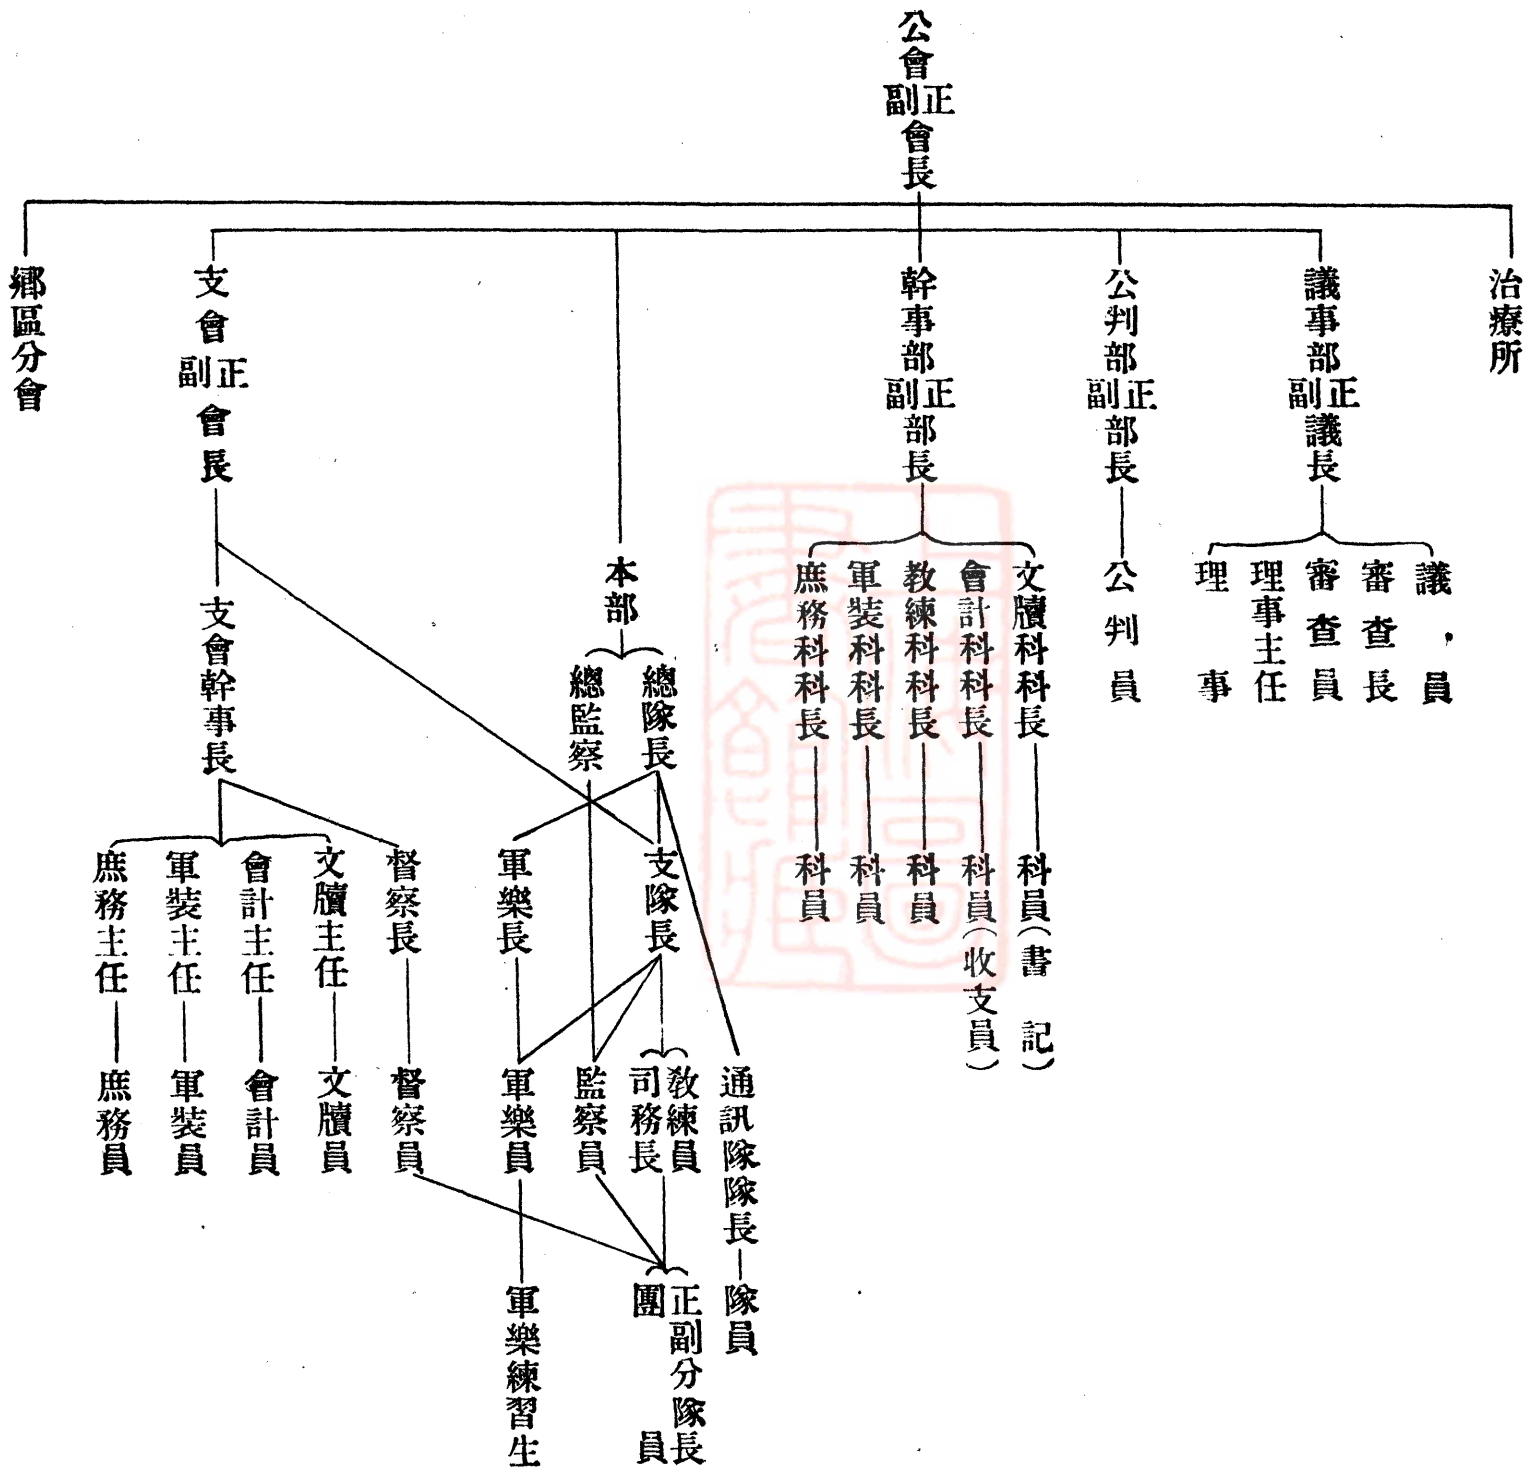 公會正副會長
治療所
議事部正副議長
公判部正副部長
幹事部正副部長
本部
支會正副會長
鄉區分會
議員
審查長
審查員
理事主任
理事
公判員
文牘科科長
會計科科長
教練科科長
軍裝科科長
庶務科科長
科員(書記)
科員(收支員)
科員
科員
科員
總隊長
總監察
支會幹事長
支隊長
軍樂長
督察長
文牘主任
會計主任
軍裝主任
庶務主任
通訊隊隊長
教練員
司務長
監察員
軍樂員
督察員
文牘員
會計員
軍裝員
庶務員
隊員
正副分隊長
團員
軍樂練習生